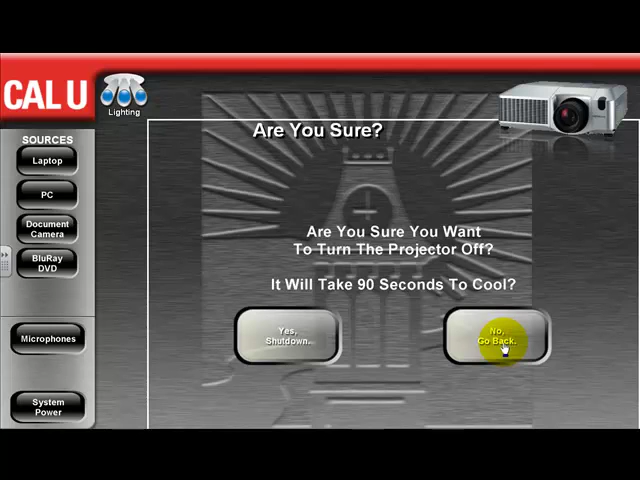 CAL U
Lighting
SOURCES
Laptop
PC
Document
Camera
BluRay
DVD
Microphones
System
Power
Are You Sure?
Are You Sure You Want
To Turn The Projector Off?
It Will Take 90 Seconds To Cool?
Yes,
Shutdown.
No,
Go Back.